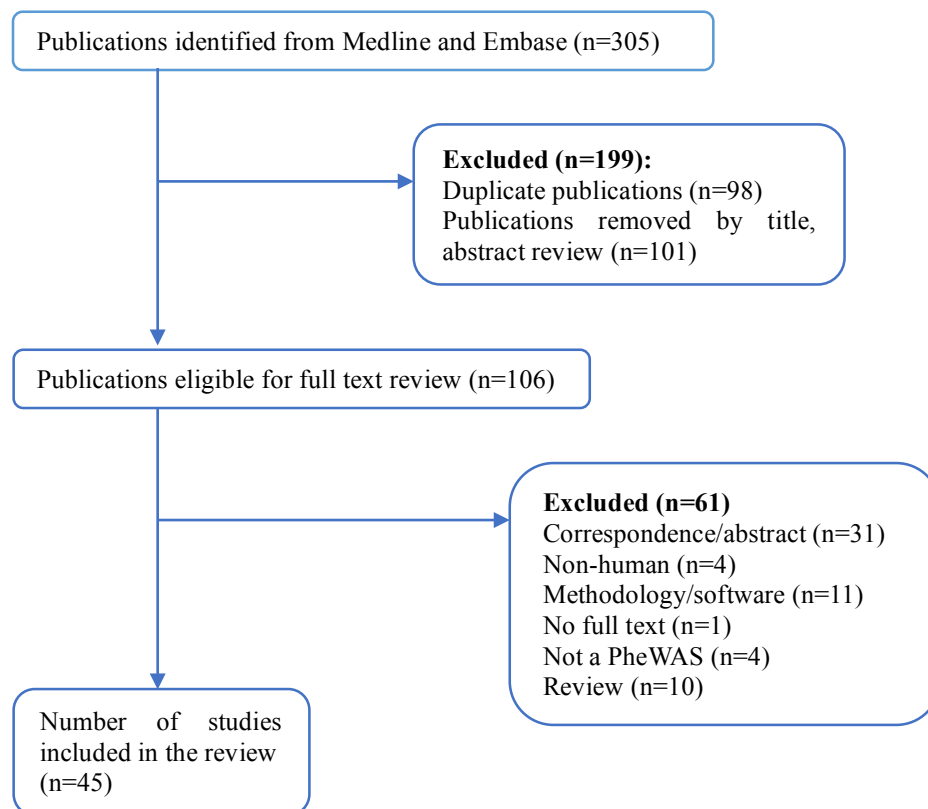 Publications identified from Medline and Embase (n=305)
Excluded (n=199):
Duplicate publications (n=98)
Publications removed by title,
abstract review (n=101)
Publications eligible for full text review (n=106)
Excluded (n=61)
Correspondence/abstract (n=31)
Non-human (n=4)
Methodology/software (n=11)
No full text (n=1)
Not a PheWAS (n=4)
Review (n=10)
Number of studies
included in the review
(n=45)